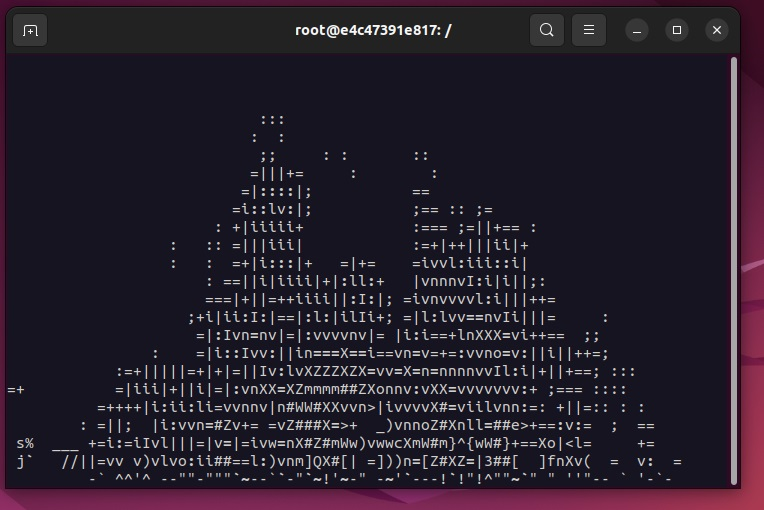 root@e4c47391e817: /
:::
:  :
;;     : :       ::
=|||+=     :        :
=|::::|;           ==
=i::lv:|;           ;== :: ;=
: +|iiiii+            :=== ;=||+== :
:   :: =|||iii|            :=+|++|||ii|+
:   :  =+|i:::|+   =|+=    =ivvl:iii::i|
: ==||i|iiii|+|:ll:+   |vnnnvI:i|i||;:
===|+||=++iiii||:I:|; =ivnvvvvl:i|||++=
;+i|ii:I:|==|:l:|ilIi+; =|l:lvv==nvIi|||=     :
=|:Ivn=nv|=|:vvvvnv|= |i:i==+lnXXX=vi++==  ;;
:    =|i::Ivv:||in===X==i==vn=v=+=:vvno=v:||i||++=;
:=+|||||=+|+|=||Iv:lvXZZZXZX=vv=X=n=nnnnvvIl:i|+||+==; :::
=+          =|iii|+||i|=|:vnXX=XZmmmm##ZXonnv:vXX=vvvvvvv:+ ;=== ::::
=++++|i:ii:li=vvnnv|n#WW#XXvvn>|ivvvvX#=viilvnn:=: +||=:: : :
: =||;  |i:vvn=#Zv+= =vZ###X=>+  _)vnnoZ#Xnll=##e>+==:v:=  ;  ==
s%  ___ +=i:=iIvl|||=|v=|=ivw=nX#Z#mWw)vwwcXmW#m}^{wW#}+==Xo|<l=     +=
j`   //||=vv v)vlvo:ii##==l:)vnm]QX#[| =]))n=[Z#XZ=|3##[  ]fnXv(  =  v:  =
-` ^^'^ --""-"""`~--``-"`~!'~-" -~'`---!`!"!^""~`" " ''"-- ` '-`-